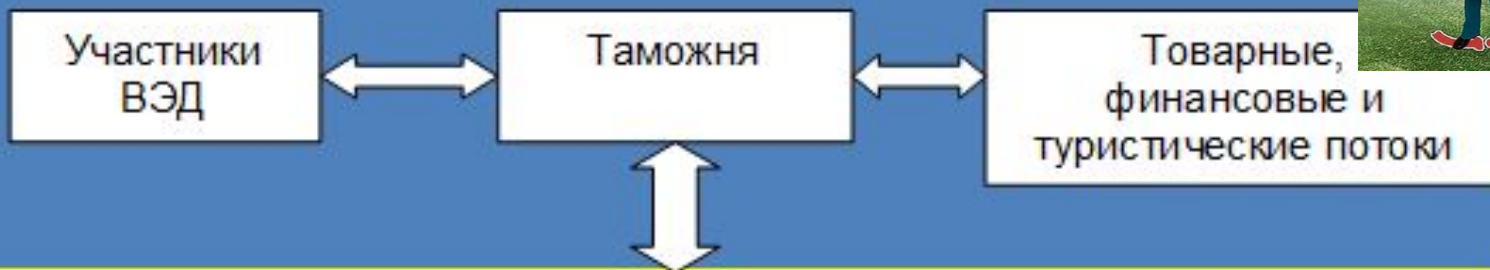 Участники
ВЭД
Таможня
Товарные,
финансовые и
туристические потоки